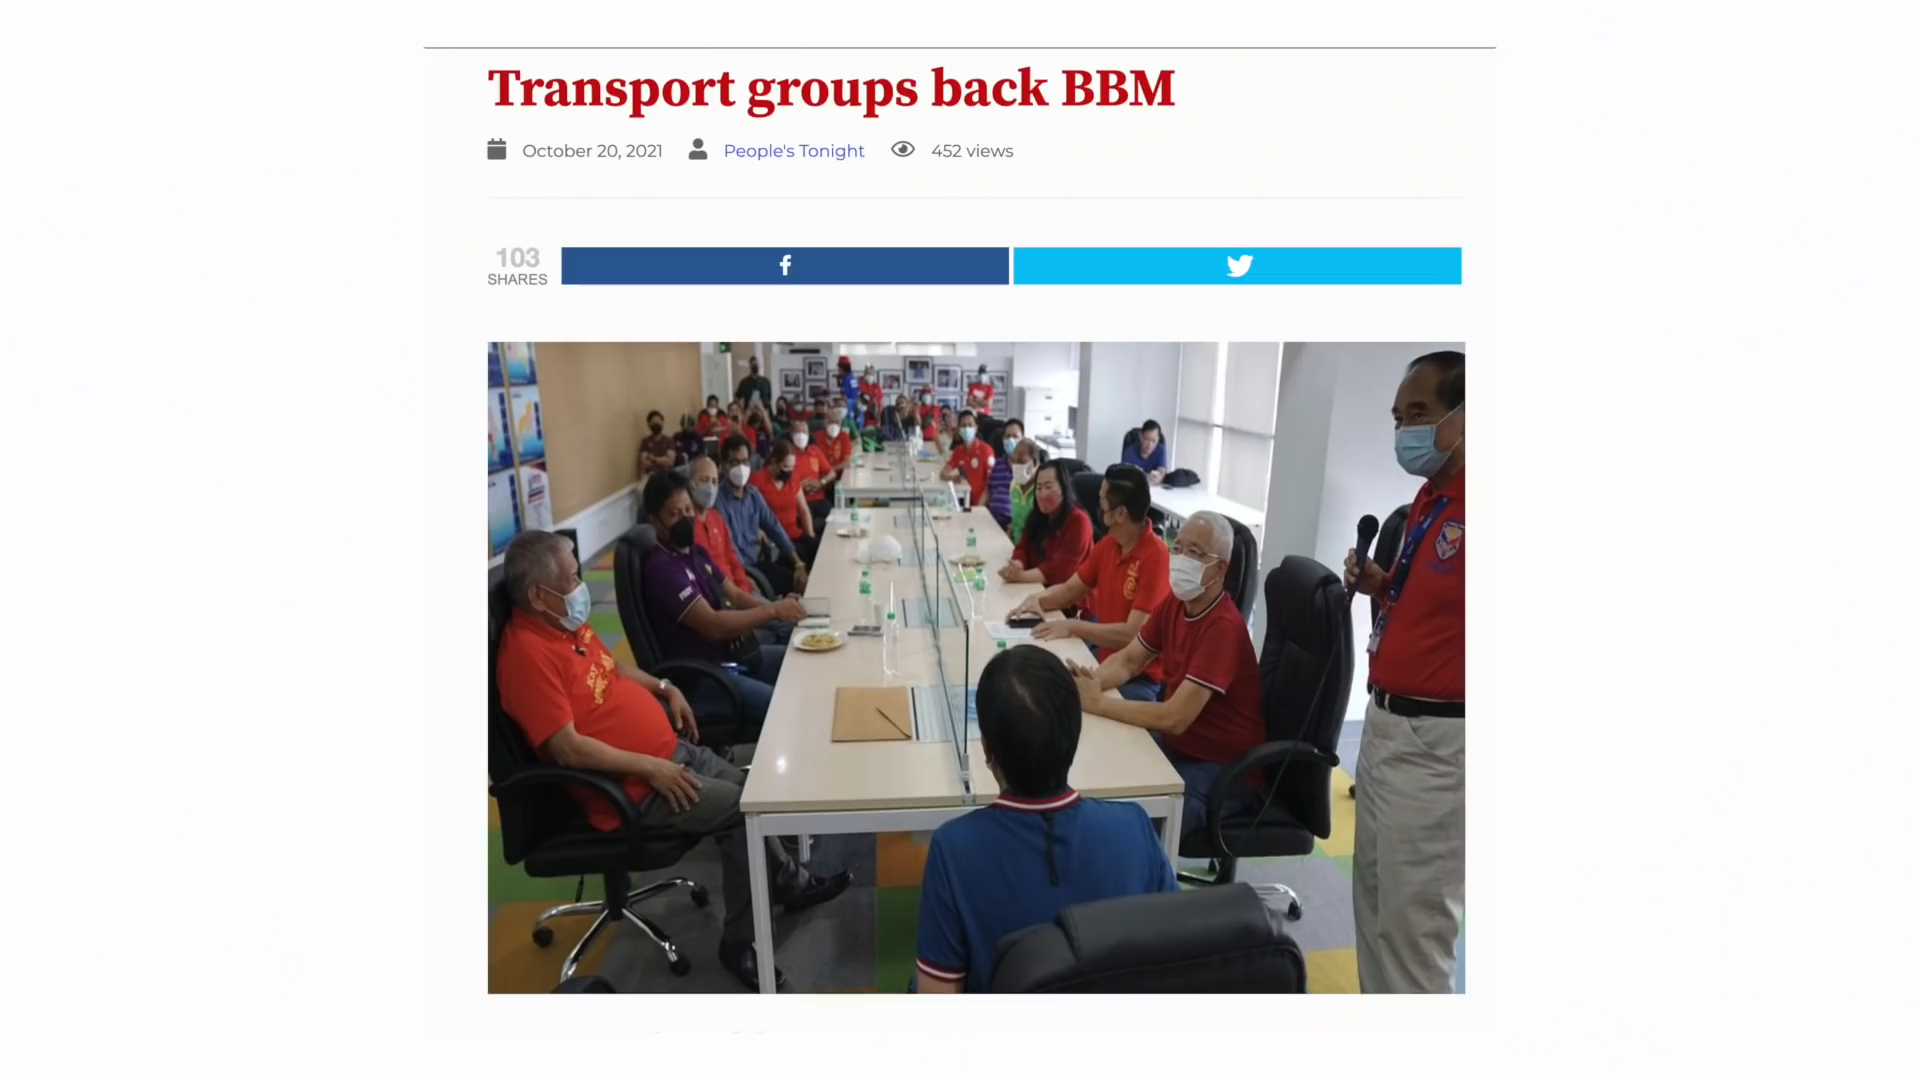 Transport groups back BBM
October 20, 2021 People's Tonight 452 views
103
SHARES